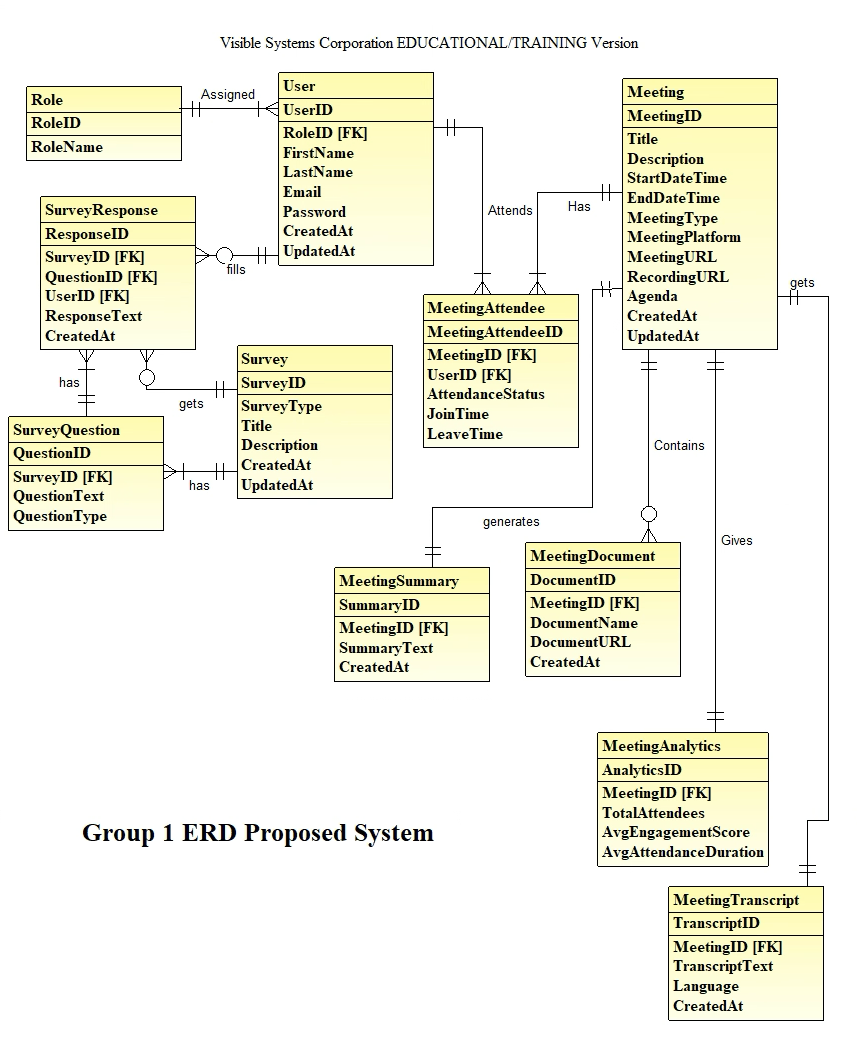 Visible Systems Corporation EDUCATIONAL/TRAINING Version
Role
RoleID
RoleName
Assigned
User
UserID
RoleID [FK]
FirstName
LastName
Email
Password
CreatedAt
UpdatedAt
Meeting
MeetingID
Title
Description
StartDateTime
EndDateTime
MeetingType
MeetingPlatform
MeetingURL
RecordingURL
Agenda
CreatedAt
UpdatedAt
SurveyResponse
ResponseID
SurveyID [FK]
QuestionID [FK]
UserID [FK]
ResponseText
CreatedAt
fills
Attends
Has
gets
MeetingAttendee
MeetingAttendeeID
MeetingID [FK]
UserID [FK]
AttendanceStatus
JoinTime
LeaveTime
has
gets
Survey
SurveyID
SurveyType
Title
Description
CreatedAt
UpdatedAt
SurveyQuestion
QuestionID
SurveyID [FK]
QuestionText
QuestionType
has
Contains
generates
Gives
MeetingSummary
SummaryID
MeetingID [FK]
SummaryText
CreatedAt
MeetingDocument
DocumentID
MeetingID [FK]
DocumentName
DocumentURL
CreatedAt
MeetingAnalytics
AnalyticsID
MeetingID [FK]
TotalAttendees
AvgEngagementScore
AvgAttendanceDuration
Group 1 ERD Proposed System
MeetingTranscript
TranscriptID
MeetingID [FK]
TranscriptText
Language
CreatedAt